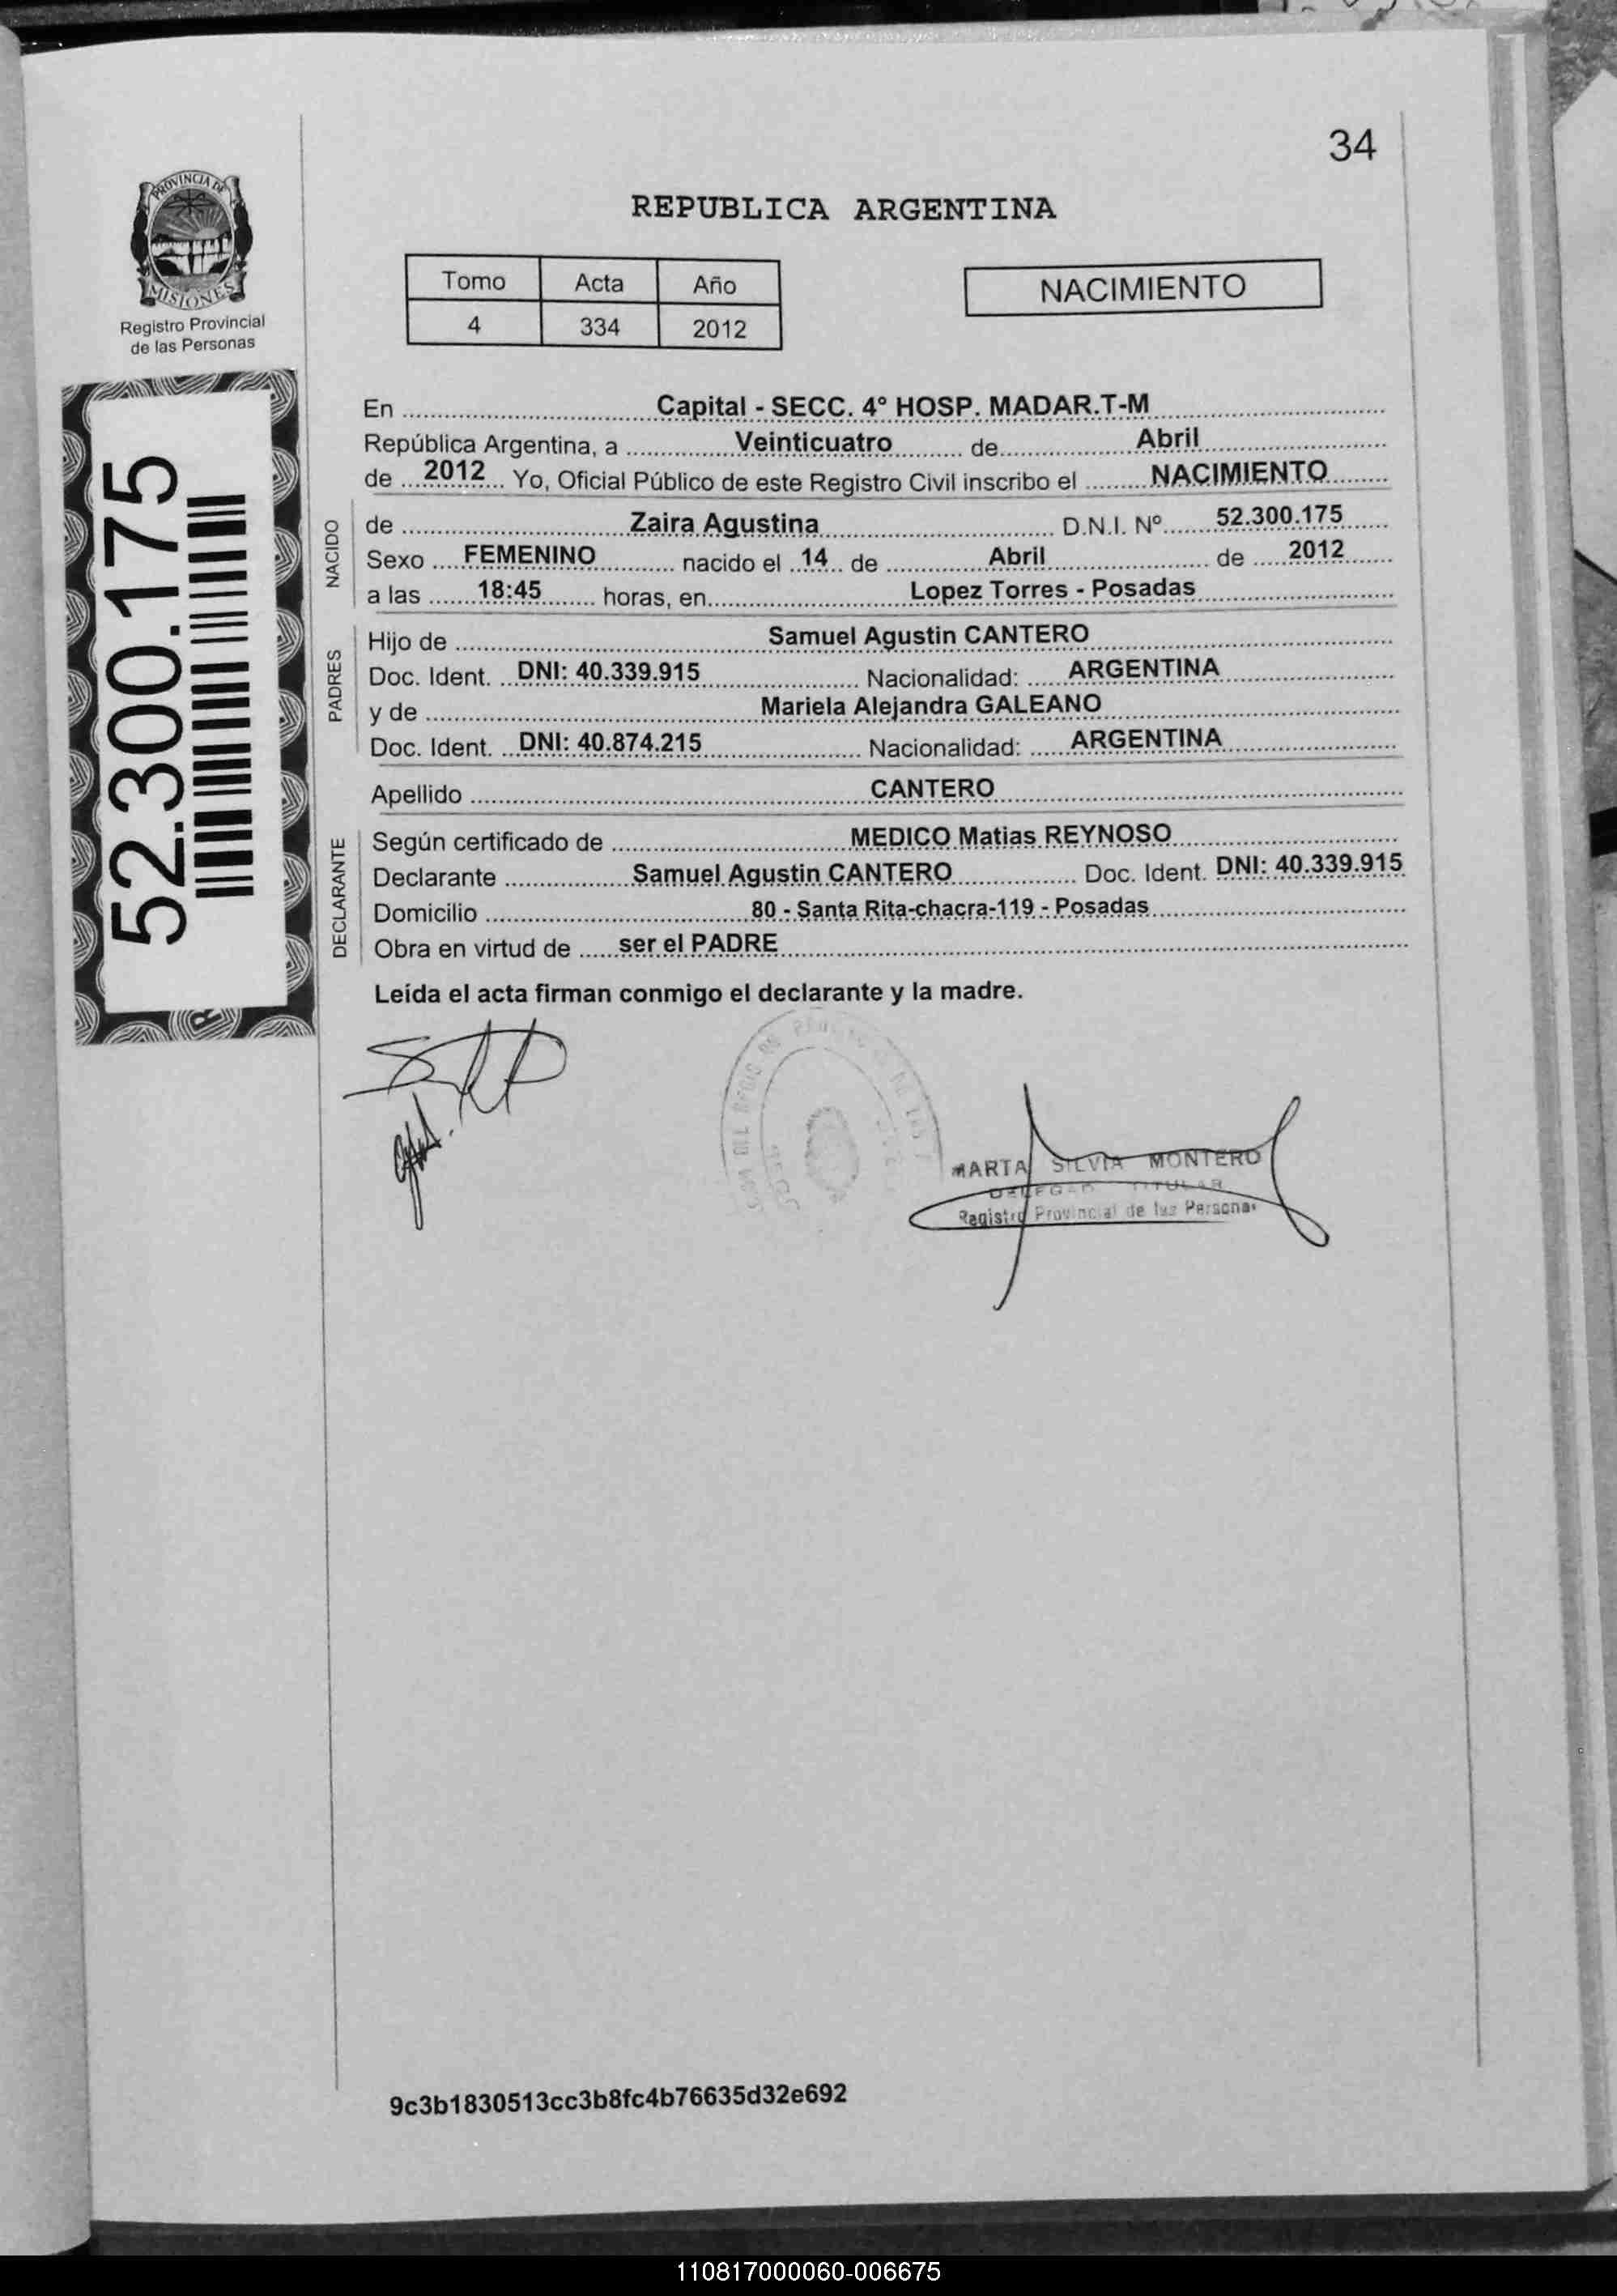 34
PROVINCIA DE
MISIONES
Registro Provincial
de las Personas
52.300.175
REPUBLICA ARGENTINA
Tomo Acta Año
4 334 2012
NACIMIENTO
En Capital - SECC. 4° HOSP. MADAR.T-M
República Argentina, a Veinticuatro de Abril
de 2012 Yo, Oficial Público de este Registro Civil inscribo el NACIMIENTO
NACIDO
de Zaira Agustina D.N.I. Nº 52.300.175
Sexo FEMENINO nacido el 14 de Abril de 2012
a las 18:45 horas, en Lopez Torres - Posadas
PADRES
Hijo de Samuel Agustin CANTERO
Doc. Ident. DNI: 40.339.915 Nacionalidad: ARGENTINA
y de Mariela Alejandra GALEANO
Doc. Ident. DNI: 40.874.215 Nacionalidad: ARGENTINA
Apellido CANTERO
DECLARANTE
Según certificado de MEDICO Matias REYNOSO
Declarante Samuel Agustin CANTERO Doc. Ident. DNI: 40.339.915
Domicilio 80 - Santa Rita-chacra-119 - Posadas
Obra en virtud de ser el PADRE
Leída el acta firman conmigo el declarante y la madre.
MARTA SILVIA MONTERO
TITULAR
Registro Provincial de las Personas
9c3b1830513cc3b8fc4b76635d32e692
110817000060-006675